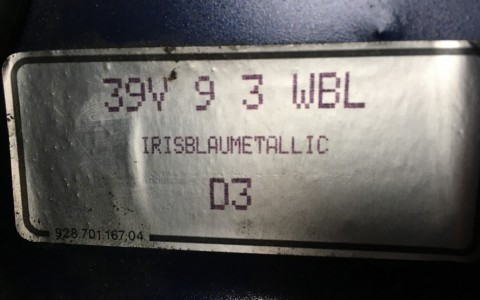 39V 9 3 WBL
IRISBLAUMETALLIC
D3
928.701.167.04